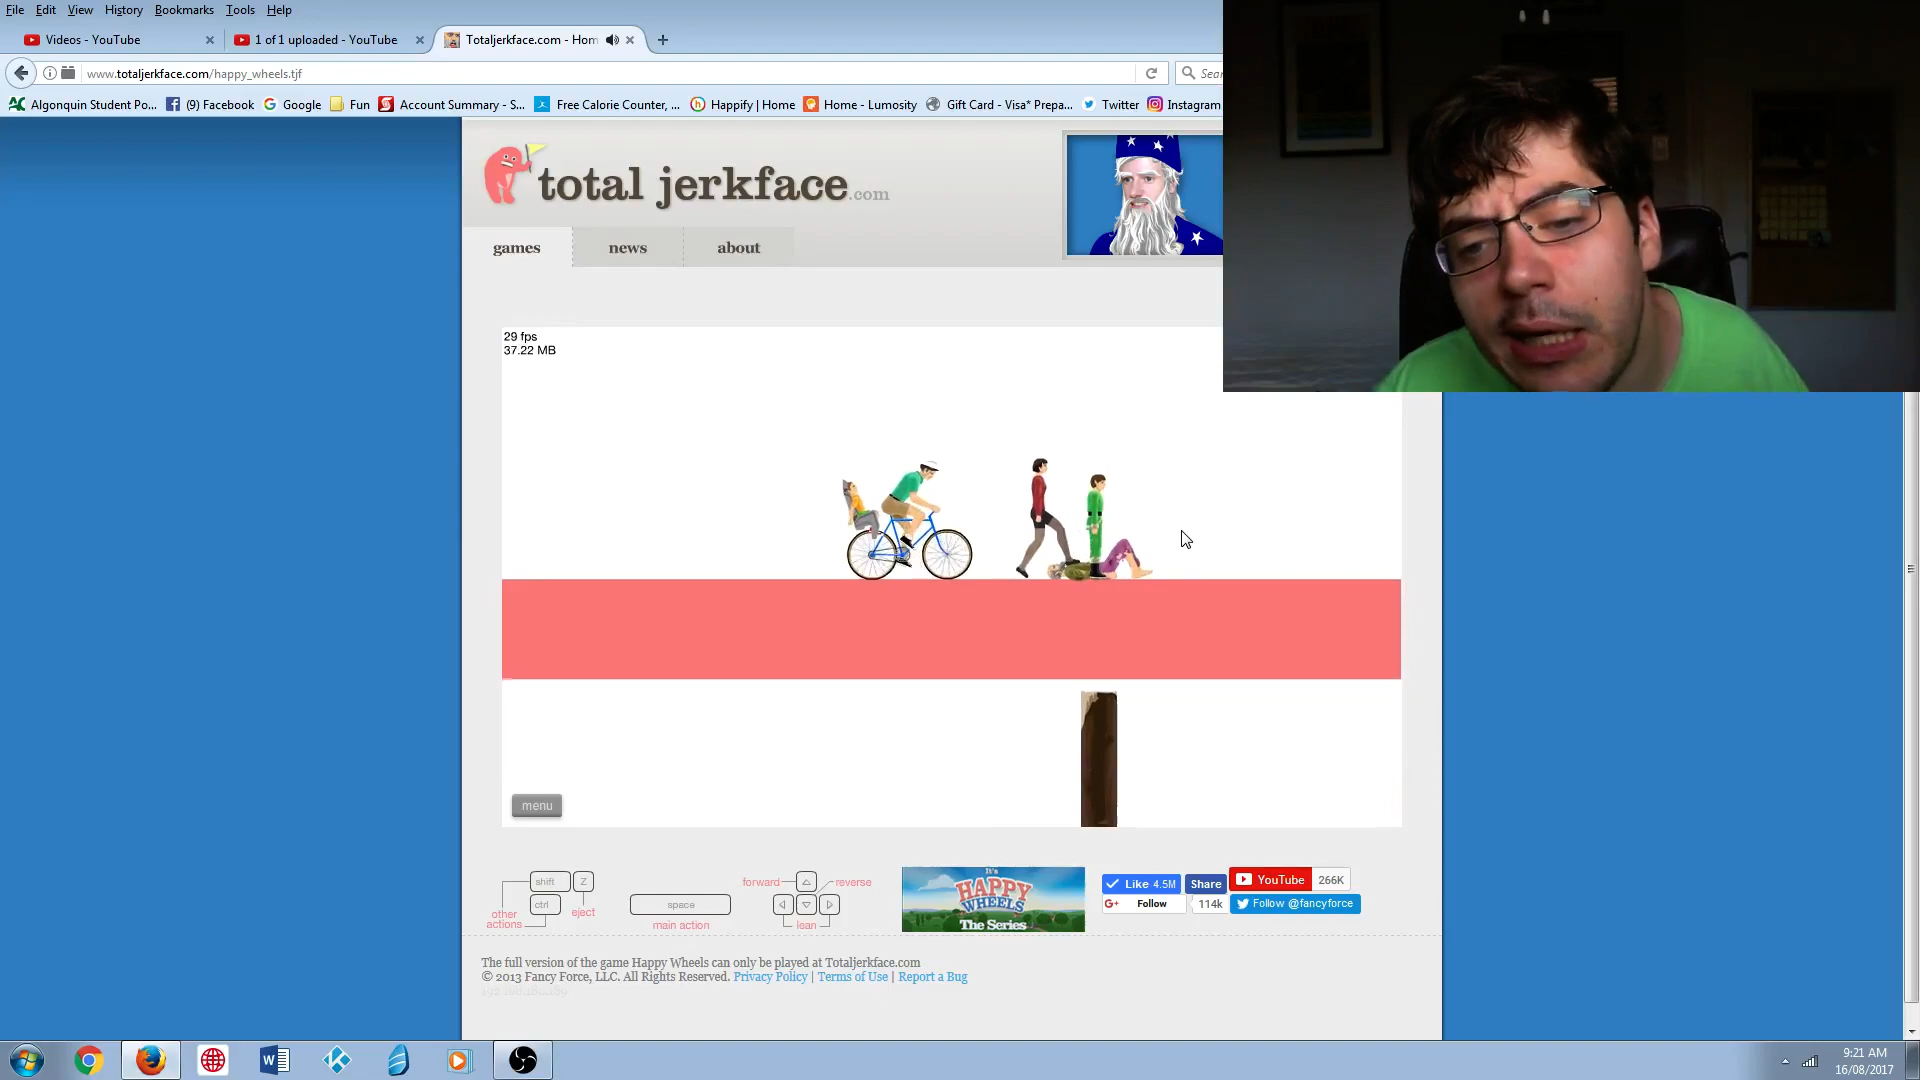 File Edit View History Bookmarks Tools Help
Videos - YouTube
1 of 1 uploaded - YouTube
Totaljerkface.com - Hom
www.totaljerkface.com/happy_wheels.tjf
Sear
Algonquin Student Po... (9) Facebook Google Fun Account Summary - S... Free Calorie Counter, ... Happify | Home Home - Lumosity Gift Card - Visa* Prepa... Twitter Instagram
total jerkface.com
games news about
29 fps
37.22 MB
menu
shift Z
ctrl
other
actions
eject
space
main action
forward reverse
lean
It's
HAPPY
WHEELS
The Series
Like 4.5M Share YouTube 266K
G+ Follow 114k Follow @fancyforce
The full version of the game Happy Wheels can only be played at Totaljerkface.com
© 2013 Fancy Force, LLC. All Rights Reserved. Privacy Policy | Terms of Use | Report a Bug
9:21 AM
16/08/2017